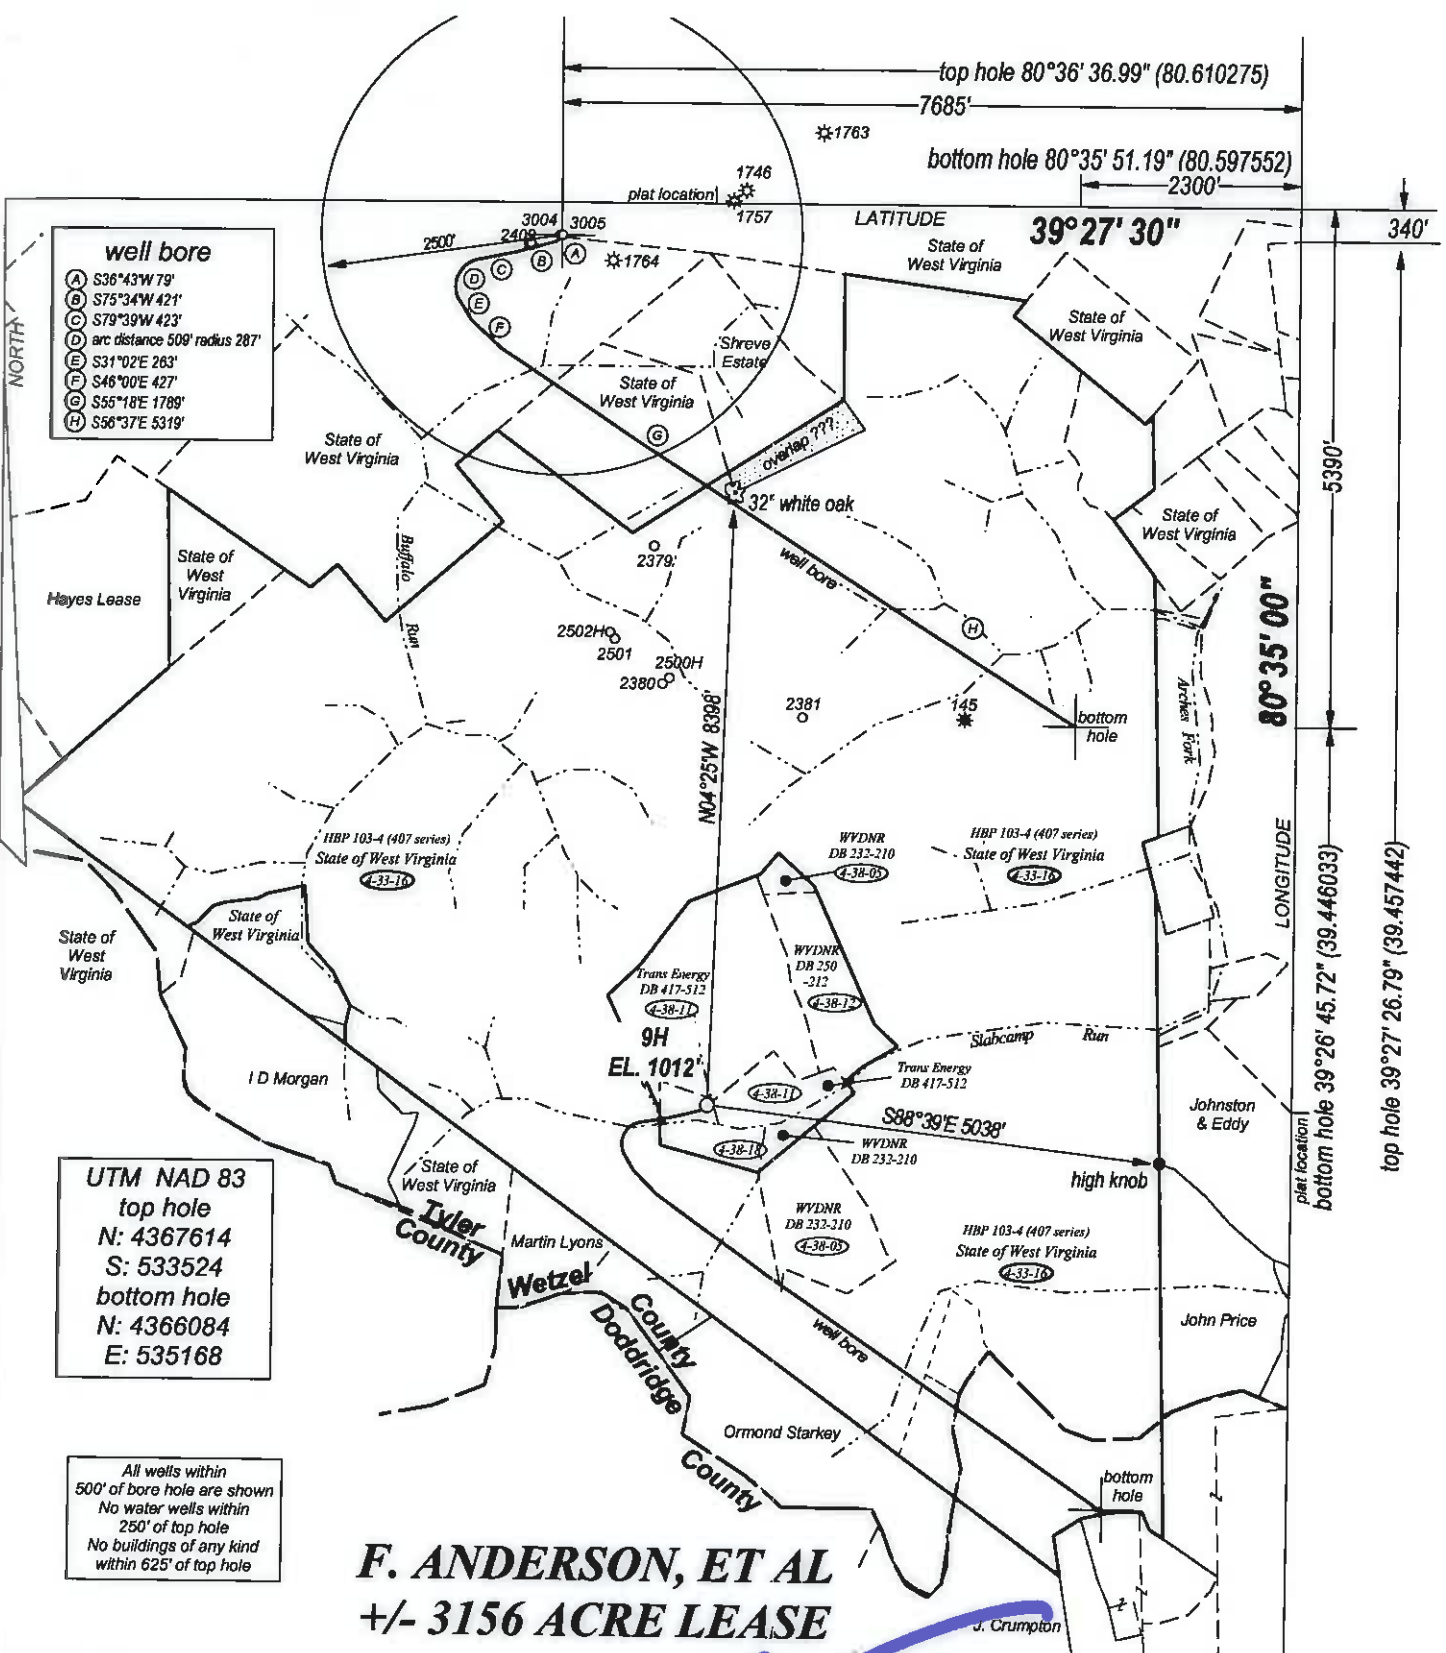 top hole 80°36' 36.99" (80.610275)
7685'
1763
bottom hole 80°35' 51.19" (80.597552)
2300'
1746
plat location
1757
LATITUDE
39°27' 30"
340'
3004
3005
2409
2500'
1764
State of
West Virginia
well bore
A S36°43'W 79'
B S75°34'W 421'
C S79°39'W 423'
D arc distance 509' radius 287'
E S31°02'E 263'
F S46°00'E 427'
G S55°18'E 1789'
H S56°37'E 5319'
NORTH
A
B
C
D
E
F
Shreve
Estate
State of
West Virginia
State of
West Virginia
State of
West Virginia
G
overlap ???
32" white oak
5390'
State of
West Virginia
State of
West
Virginia
Hayes Lease
Buffalo
Run
2379
well bore
H
80°35' 00"
2502H
2501
2500H
2380
2381
145
bottom
hole
Arches Fork
N04°25'W 8398'
HBP 103-4 (407 series)
State of West Virginia
4-33-16
WVDNR
DB 232-210
4-38-05
HBP 103-4 (407 series)
State of West Virginia
4-33-16
LONGITUDE
bottom hole 39°26' 45.72" (39.446033)
top hole 39°27' 26.79" (39.457442)
State of
West Virginia
State of
West
Virginia
WVDNR
DB 250
-212
4-38-12
Trans Energy
DB 417-512
4-38-11
9H
EL. 1012'
Slabcamp Run
Trans Energy
DB 417-512
I D Morgan
4-38-11
S88°39'E 5038'
Johnston
& Eddy
plat location
4-38-18
WVDNR
DB 232-210
high knob
UTM NAD 83
top hole
N: 4367614
S: 533524
bottom hole
N: 4366084
E: 535168
State of
West Virginia
Tyler
County
Martin Lyons
WVDNR
DB 232-210
4-38-05
HBP 103-4 (407 series)
State of West Virginia
4-33-16
Wetzel
County
Doddridge
County
well bore
John Price
Ormond Starkey
bottom
hole
All wells within
500' of bore hole are shown
No water wells within
250' of top hole
No buildings of any kind
within 625' of top hole
F. ANDERSON, ET AL
+/- 3156 ACRE LEASE
J. Crumpton